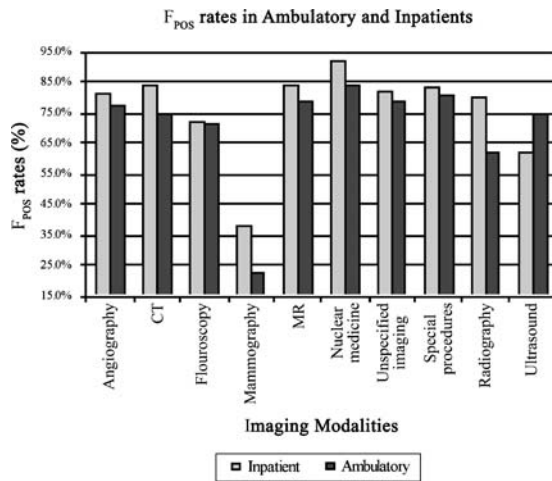 F_POS rates in Ambulatory and Inpatients
F_POS rates (%)
95.0%
85.0%
75.0%
65.0%
55.0%
45.0%
35.0%
25.0%
15.0%
Angiography
CT
Flouroscopy
Mammography
MR
Nuclear
medicine
Unspecified
imaging
Special
procedures
Radiography
Ultrasound
Imaging Modalities
Inpatient
Ambulatory